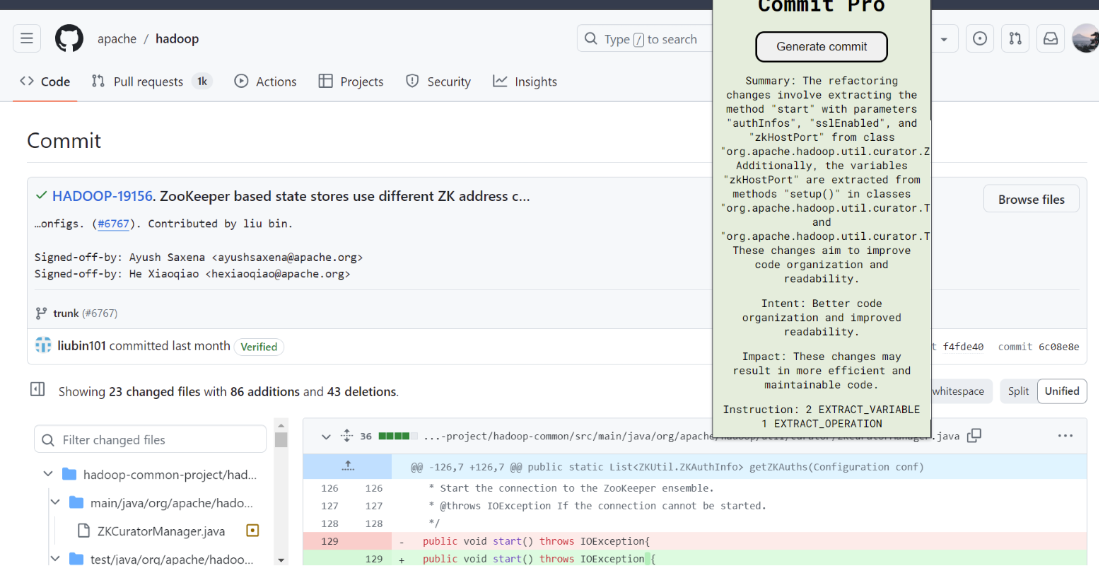 Commit Pro
apache / hadoop
Type / to search
Generate commit
Code
Pull requests 1k
Actions
Projects
Security
Insights
Summary: The refactoring
changes involve extracting the
method "start" with parameters
"authInfos", "sslEnabled", and
"zkHostPort" from class
"org.apache.hadoop.util.curator.Z
Additionally, the variables
"zkHostPort" are extracted from
methods "setup()" in classes
"org.apache.hadoop.util.curator.T
and
"org.apache.hadoop.util.curator.T
These changes aim to improve
code organization and
readability.
Intent: Better code
organization and improved
readability.
Impact: These changes may
result in more efficient and
maintainable code.
Instruction: 2 EXTRACT_VARIABLE
1 EXTRACT_OPERATION
Commit
HADOOP-19156. ZooKeeper based state stores use different ZK address c...
Browse files
…onfigs. (#6767). Contributed by liu bin.
Signed-off-by: Ayush Saxena <ayushsaxena@apache.org>
Signed-off-by: He Xiaoqiao <hexiaoqiao@apache.org>
trunk (#6767)
liubin101 committed last month Verified
t f4fde40 commit 6c08e8e
Showing 23 changed files with 86 additions and 43 deletions.
whitespace
Split
Unified
Filter changed files
36 ...-project/hadoop-common/src/main/java/org/apache/hadoop/util/curator/ZKCuratorManager.java
hadoop-common-project/had...
@@ -126,7 +126,7 @@ public static List<ZKUtil.ZKAuthInfo> getZKAuths(Configuration conf)
main/java/org/apache/hado...
126 126 * Start the connection to the ZooKeeper ensemble.
127 127 * @throws IOException If the connection cannot be started.
128 128 */
ZKCuratorManager.java
129 - public void start() throws IOException{
test/java/org/apache/hado...
129 + public void start() throws IOException {